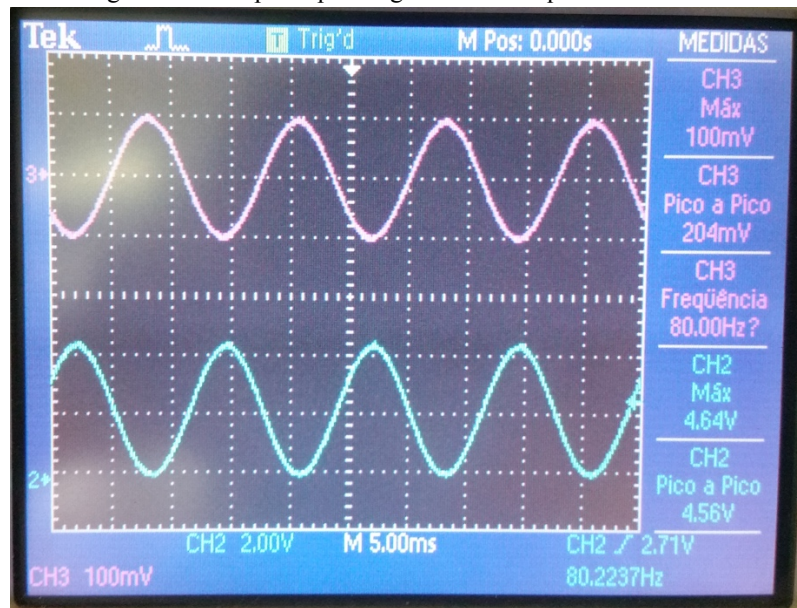 Tek Trig'd M Pos: 0.000s MEDIDAS
CH3
Máx
100mV
CH3
Pico a Pico
204mV
CH3
Freqüência
80.00Hz?
CH2
Máx
4.64V
CH2
Pico a Pico
4.56V
3
2
CH2 2.00V M 5.00ms CH2 2.71V
CH3 100mV 80.2237Hz